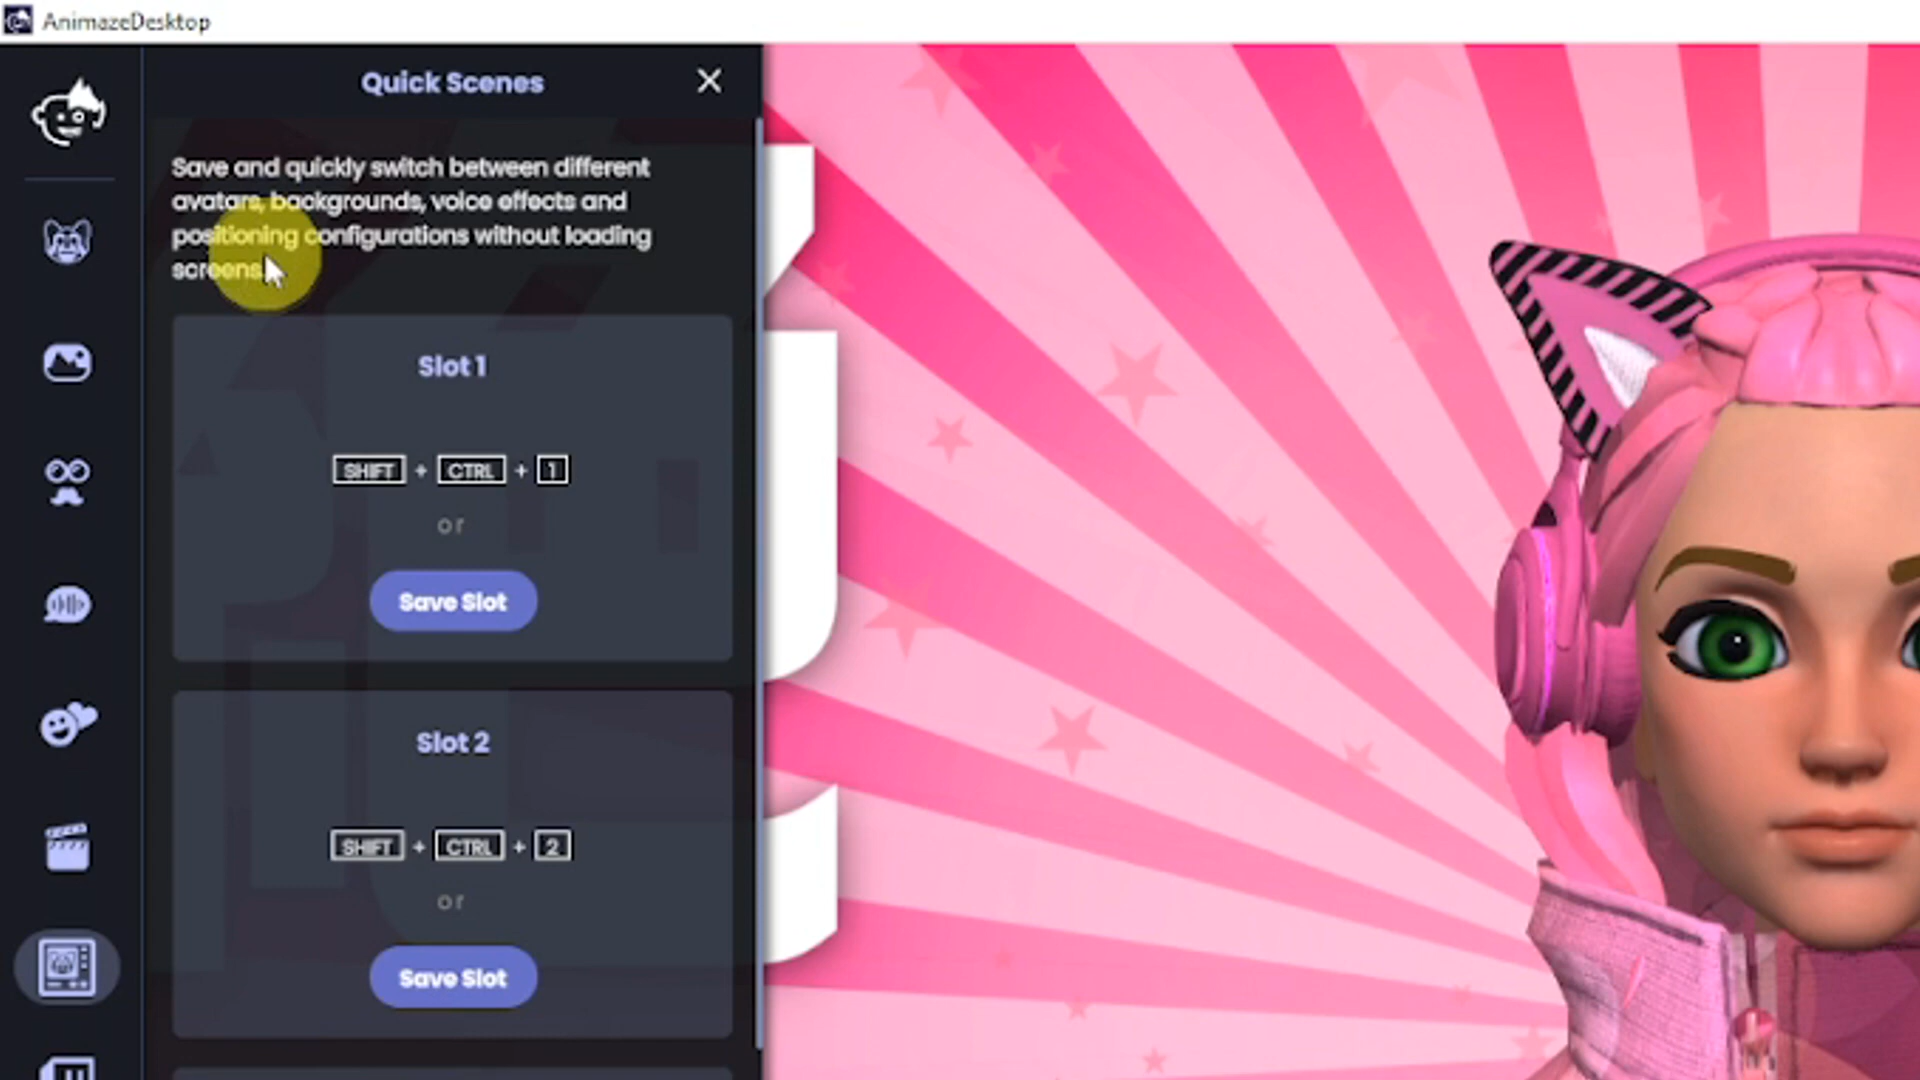 AnimazeDesktop
Quick Scenes
Save and quickly switch between different
avatars, backgrounds, voice effects and
positioning configurations without loading
screens.
Slot 1
SHIFT + CTRL + 1
or
Save Slot
Slot 2
SHIFT + CTRL + 2
or
Save Slot